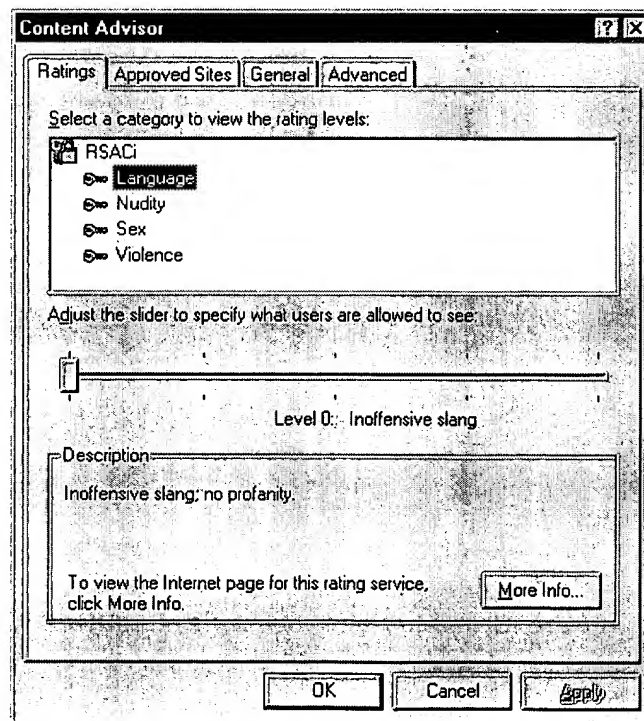 Content Advisor
Ratings Approved Sites General Advanced
Select a category to view the rating levels:
RSACi
Language
Nudity
Sex
Violence
Adjust the slider to specify what users are allowed to see:
Level 0: Inoffensive slang
Description
Inoffensive slang; no profanity.
To view the Internet page for this rating service,
click More Info.
More Info...
OK Cancel Apply